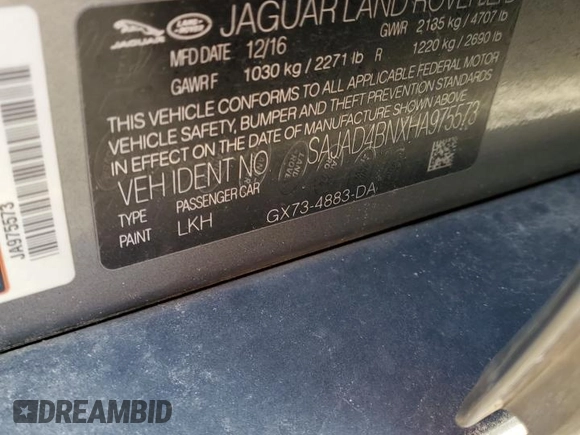 JAGUAR
LAND ROVER
JAGUAR LAND ROVER
MFD DATE 12/16 GVWR 2135 kg / 4707 lb
GAWR F 1030 kg / 2271 lb R 1220 kg / 2690 lb
THIS VEHICLE CONFORMS TO ALL APPLICABLE FEDERAL MOTOR
VEHICLE SAFETY, BUMPER AND THEFT PREVENTION STANDARDS
IN EFFECT ON THE DATE OF MANUFACTURE SHOWN ABOVE
VEH IDENT NO SAJAD4BNXHA975573
TYPE PASSENGER CAR
PAINT LKH GX73-4883-DA
JA975573
DREAMBID